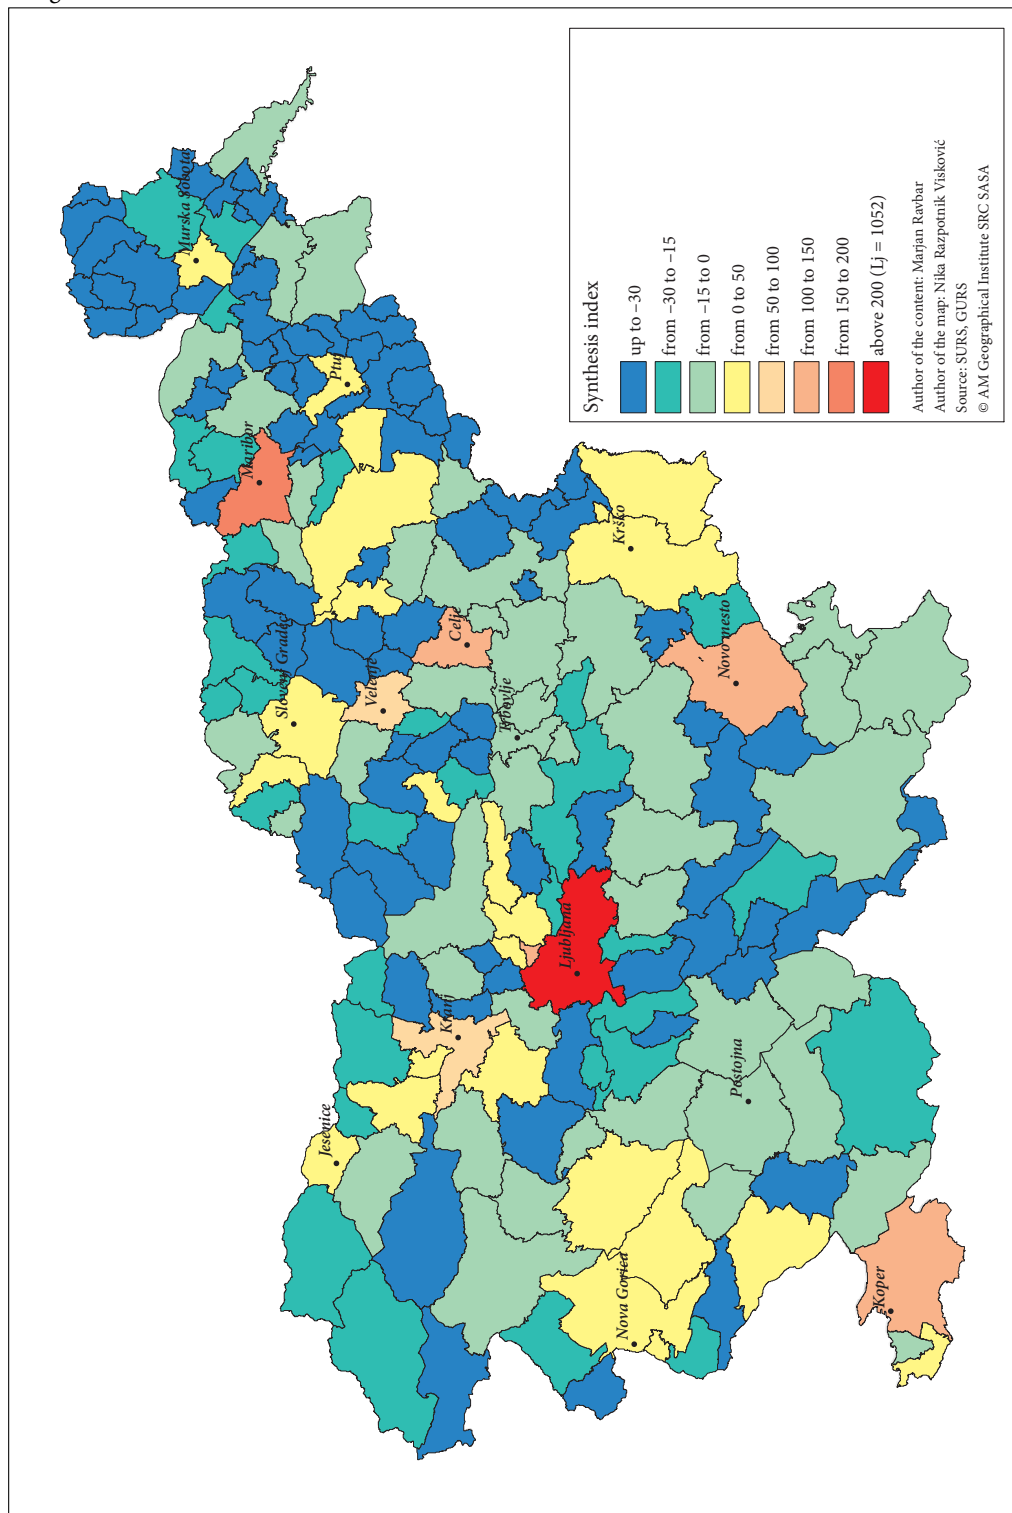 Murska Sobota
Maribor
Ptuj
Slovenj Gradec
Velenje
Celje
Krško
Jesenice
Kranj
Trbovlje
Novo mesto
Ljubljana
Postojna
Nova Gorica
Koper
Synthesis index
up to −30
from −30 to −15
from −15 to 0
from 0 to 50
from 50 to 100
from 100 to 150
from 150 to 200
above 200 (Lj = 1052)
Author of the content: Marjan Ravbar
Author of the map: Nika Razpotnik Visković
Source: SURS, GURS
© AM Geographical Institute SRC SASA